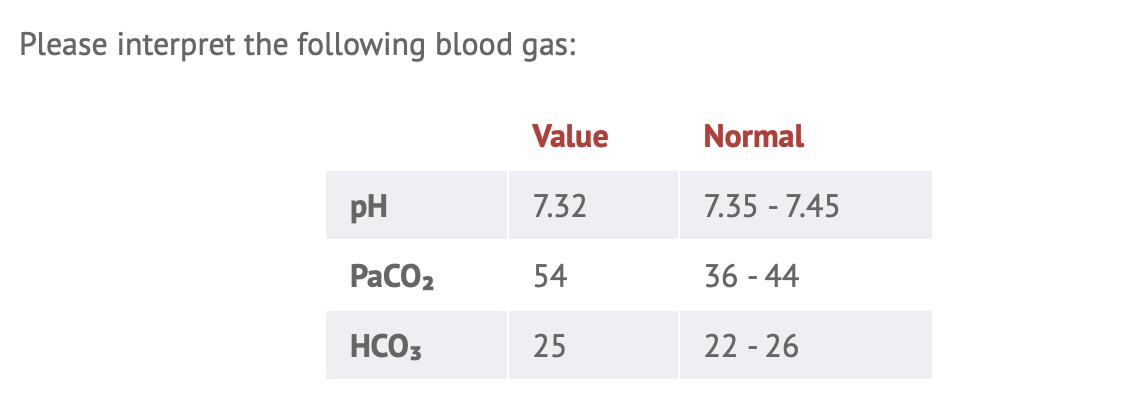 Please interpret the following blood gas:
Value Normal
pH 7.32 7.35 - 7.45
PaCO₂ 54 36 - 44
HCO₃ 25 22 - 26